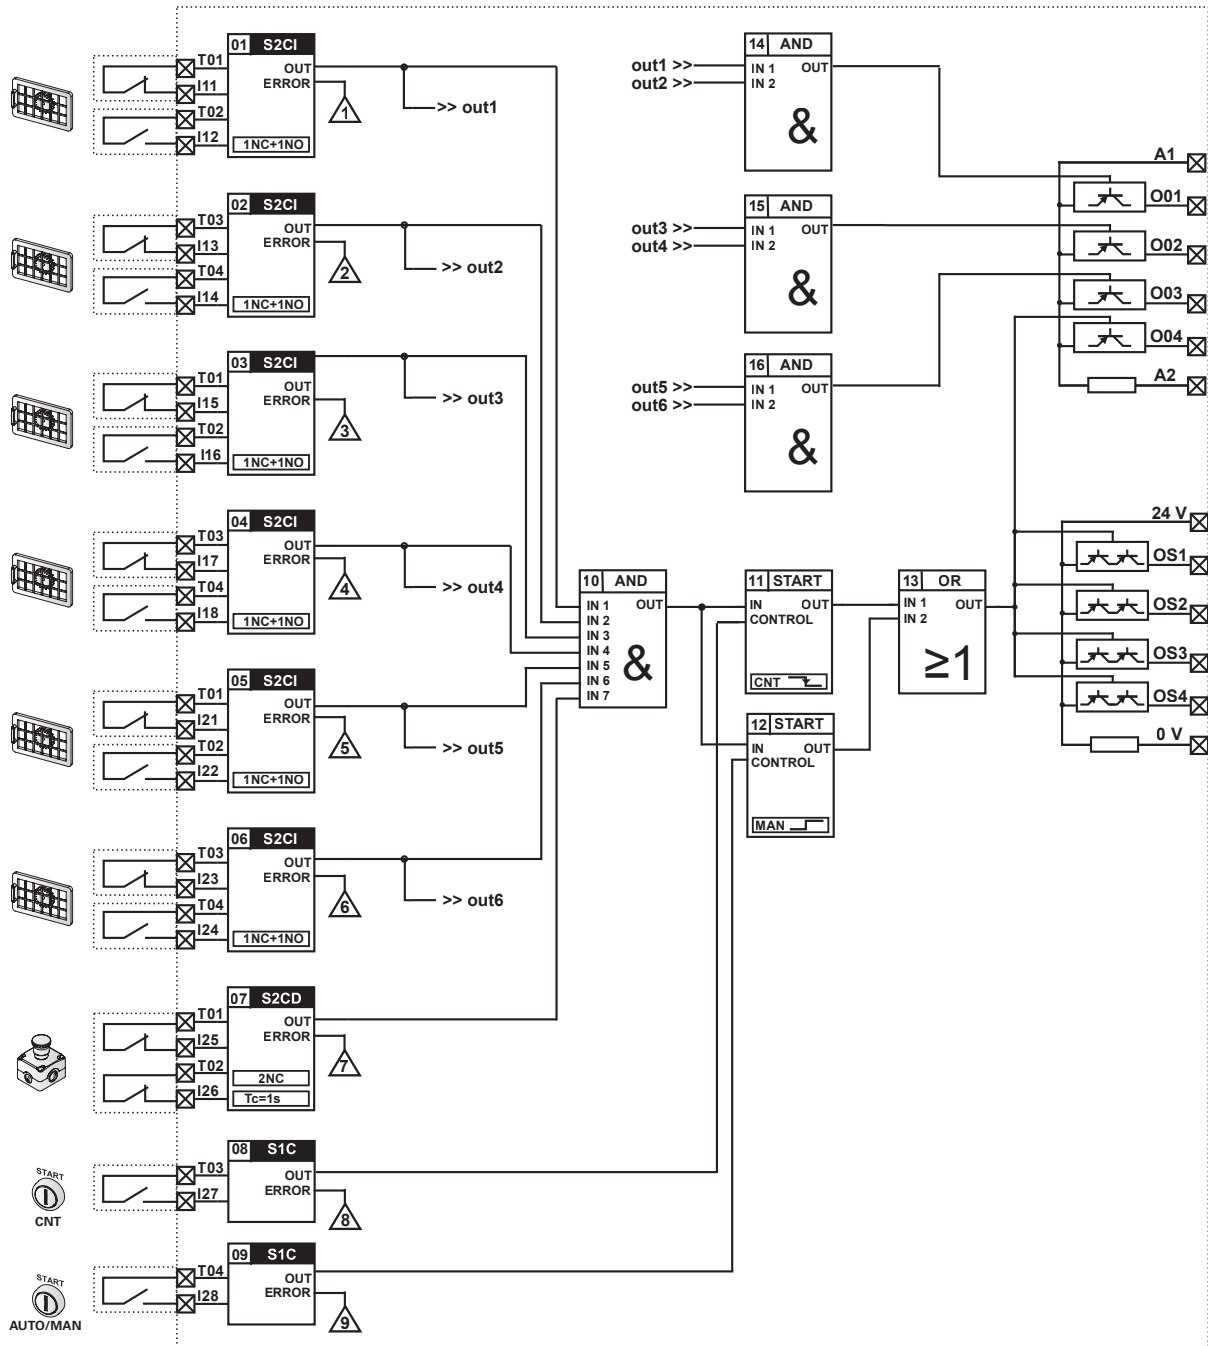 01 S2CI
T01
I11
T02
I12
OUT
ERROR
1
>> out1
1NC+1NO
02 S2CI
T03
I13
T04
I14
OUT
ERROR
2
>> out2
1NC+1NO
03 S2CI
T01
I15
T02
I16
OUT
ERROR
3
>> out3
1NC+1NO
04 S2CI
T03
I17
T04
I18
OUT
ERROR
4
>> out4
1NC+1NO
05 S2CI
T01
I21
T02
I22
OUT
ERROR
5
>> out5
1NC+1NO
06 S2CI
T03
I23
T04
I24
OUT
ERROR
6
>> out6
1NC+1NO
07 S2CD
T01
I25
T02
I26
OUT
ERROR
7
2NC
Tc=1s
START
CNT
08 S1C
T03
I27
OUT
ERROR
8
START
AUTO/MAN
09 S1C
T04
I28
OUT
ERROR
9
10 AND
IN 1 OUT
IN 2
IN 3
IN 4
IN 5
IN 6
IN 7
&
11 START
IN OUT
CONTROL
CNT
12 START
IN OUT
CONTROL
MAN
13 OR
IN 1 OUT
IN 2
≥1
14 AND
out1 >> IN 1 OUT
out2 >> IN 2
&
15 AND
out3 >> IN 1 OUT
out4 >> IN 2
&
16 AND
out5 >> IN 1 OUT
out6 >> IN 2
&
A1
O01
O02
O03
O04
A2
24 V
OS1
OS2
OS3
OS4
0 V